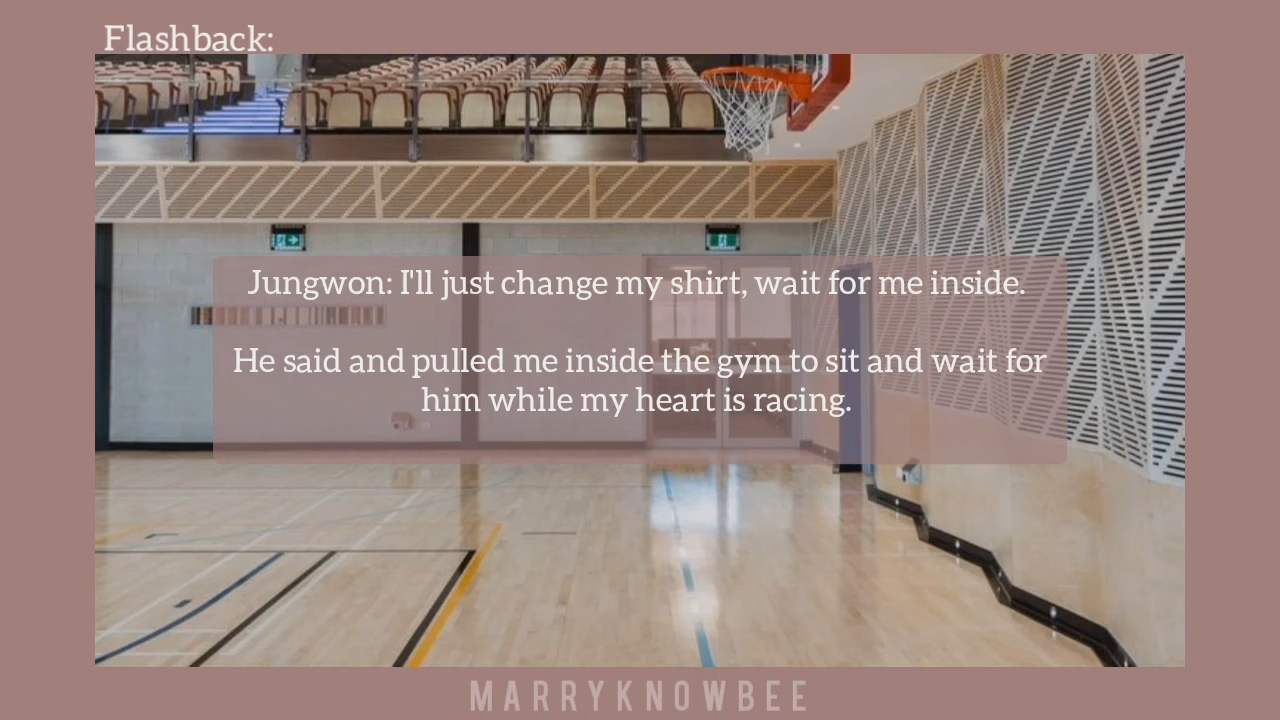 Flashback:
Jungwon: I'll just change my shirt, wait for me inside.
He said and pulled me inside the gym to sit and wait for
him while my heart is racing.
MARRYKNOWBEE